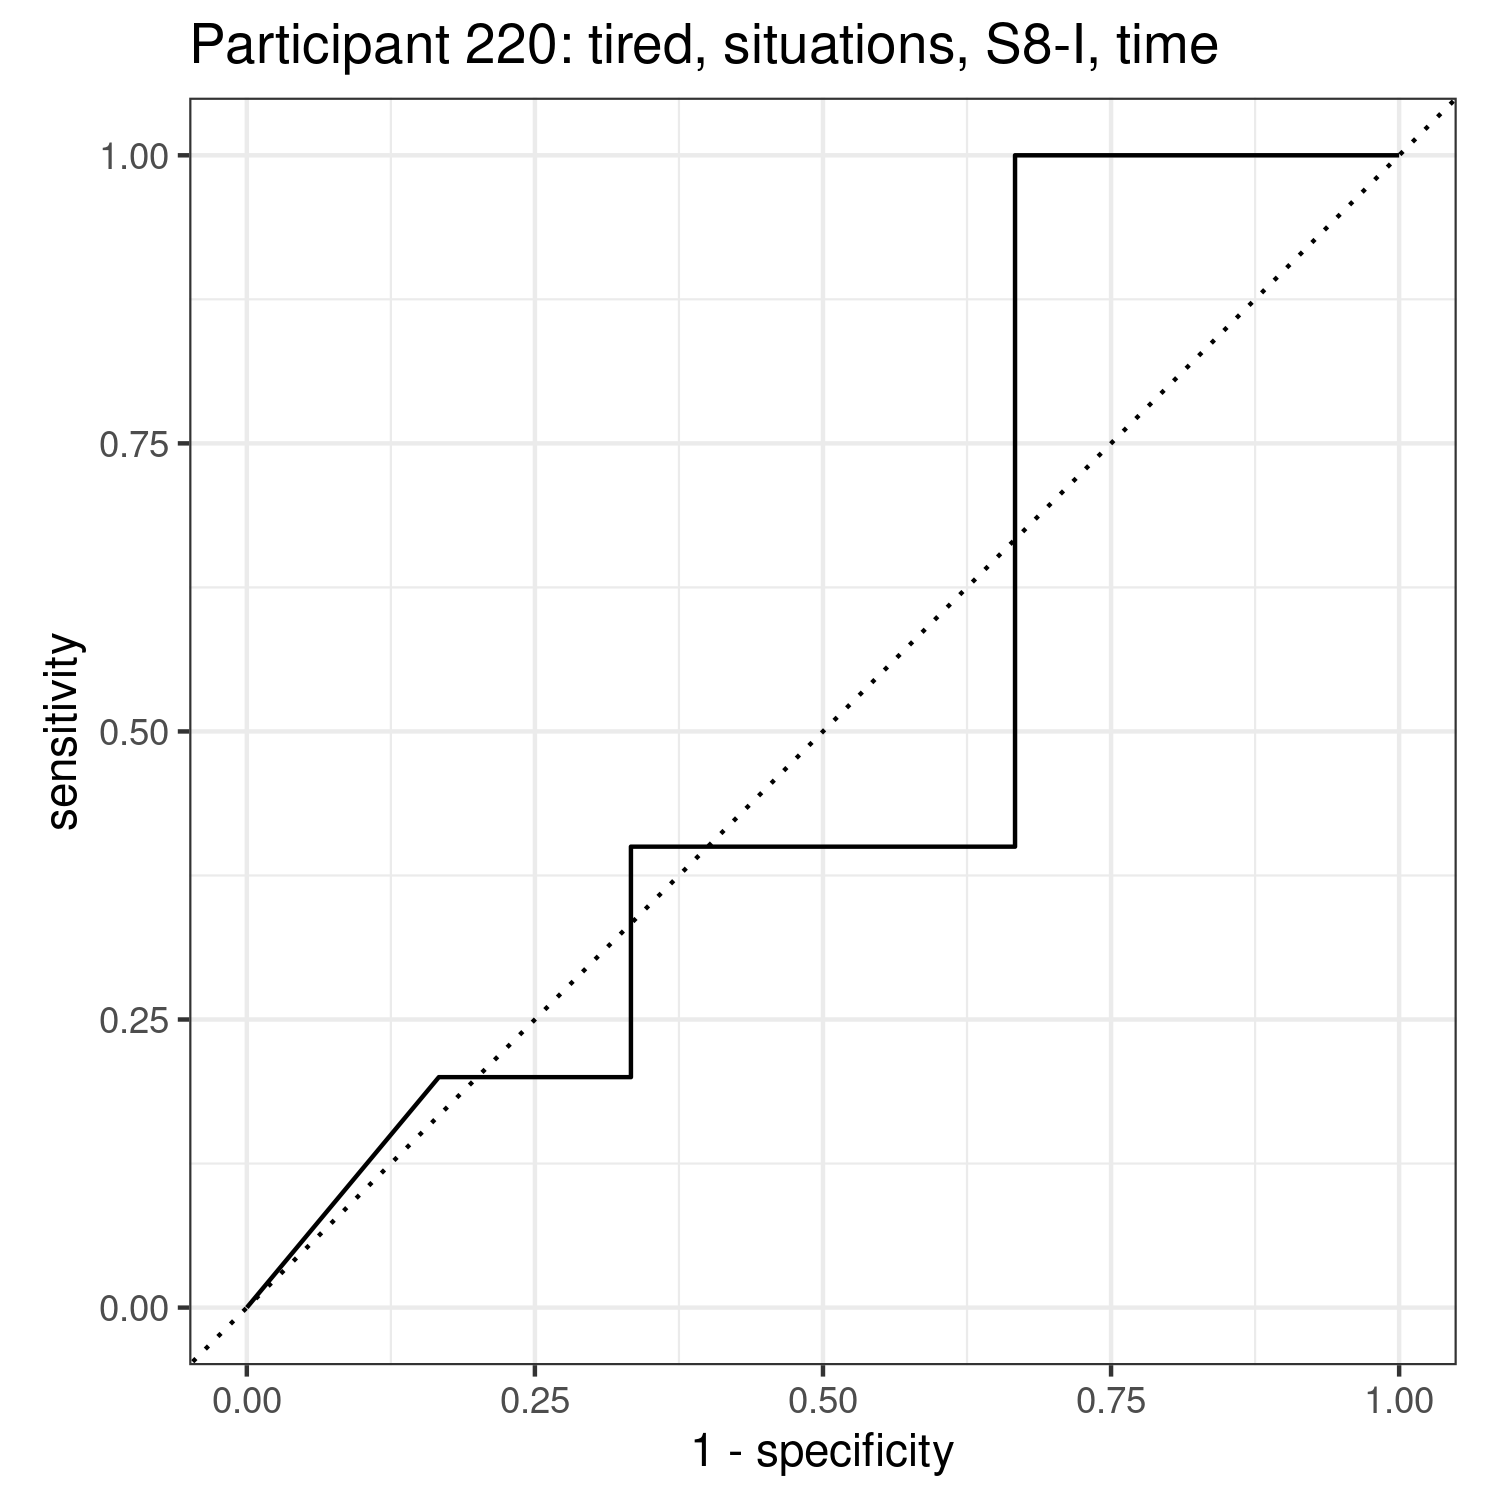 Participant 220: tired, situations, S8-I, time
1.00
0.75
0.50
0.25
0.00
sensitivity
0.00 0.25 0.50 0.75 1.00
1 - specificity